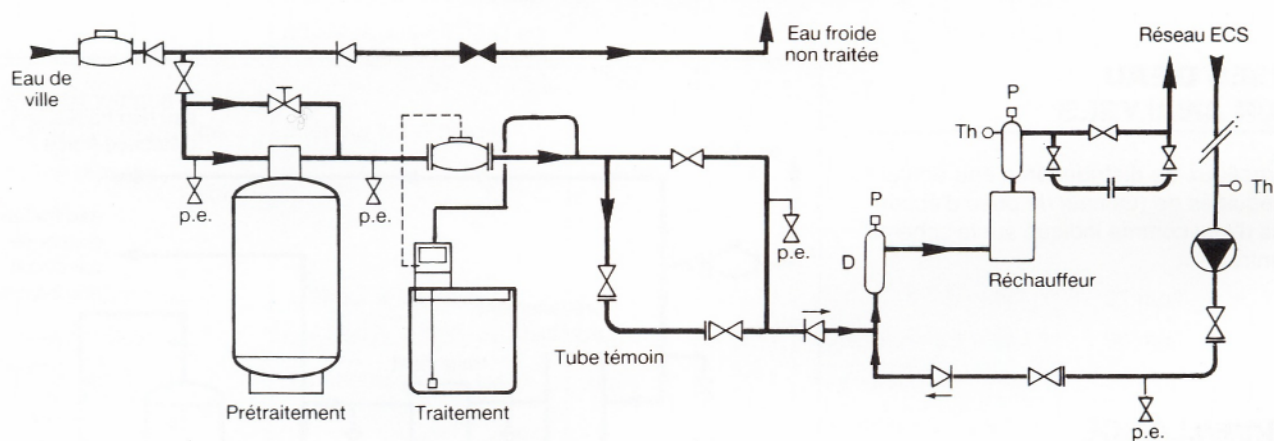 Eau de
ville
Eau froide
non traitée
Réseau ECS
P
Th
Th
p.e.
p.e.
p.e.
P
D
Réchauffeur
Tube témoin
Prétraitement
Traitement
p.e.